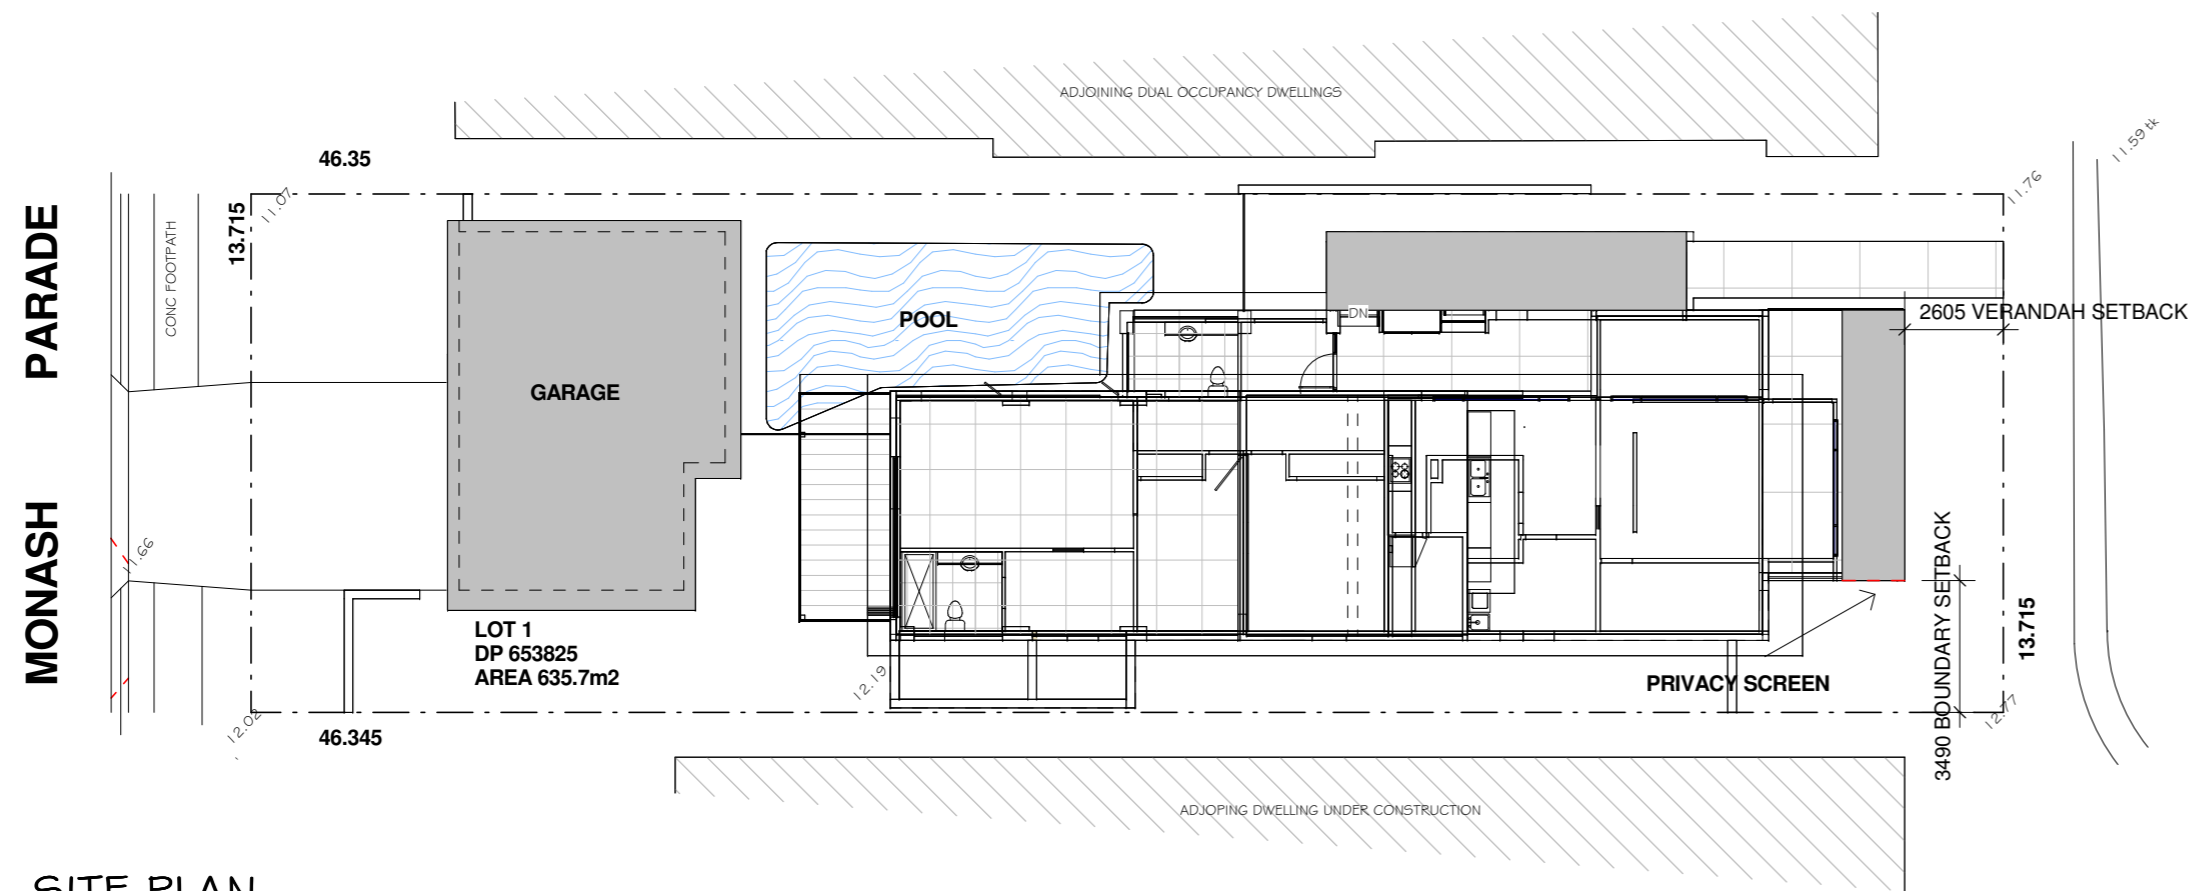 ADJOINING DUAL OCCUPANCY DWELLINGS
46.35
11.07
13.715
CONC FOOTPATH
MONASH PARADE
11.59 tk
11.76
POOL
DN
2605 VERANDAH SETBACK
GARAGE
11.66
LOT 1
DP 653825
AREA 635.7m2
12.19
PRIVACY SCREEN
3490 BOUNDARY SETBACK
13.715
12.77
12.02
46.345
ADJOPING DWELLING UNDER CONSTRUCTION
SITE PLAN